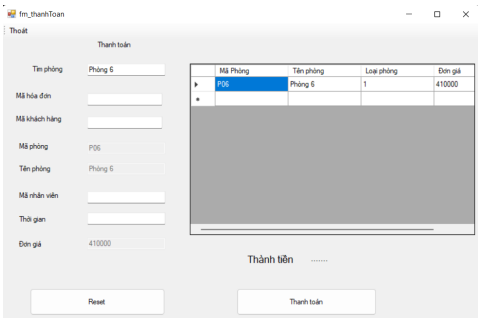 fm_thanhToan
Thoát
Thanh toán
Tìm phòng Phòng 6
Mã hóa đơn
Mã khách hàng
Mã phòng P06
Tên phòng Phòng 6
Mã nhân viên
Thời gian
Đơn giá 410000
Mã Phòng Tên phòng Loại phòng Đơn giá
P06 Phòng 6 1 410000
Thành tiền .......
Reset Thanh toán